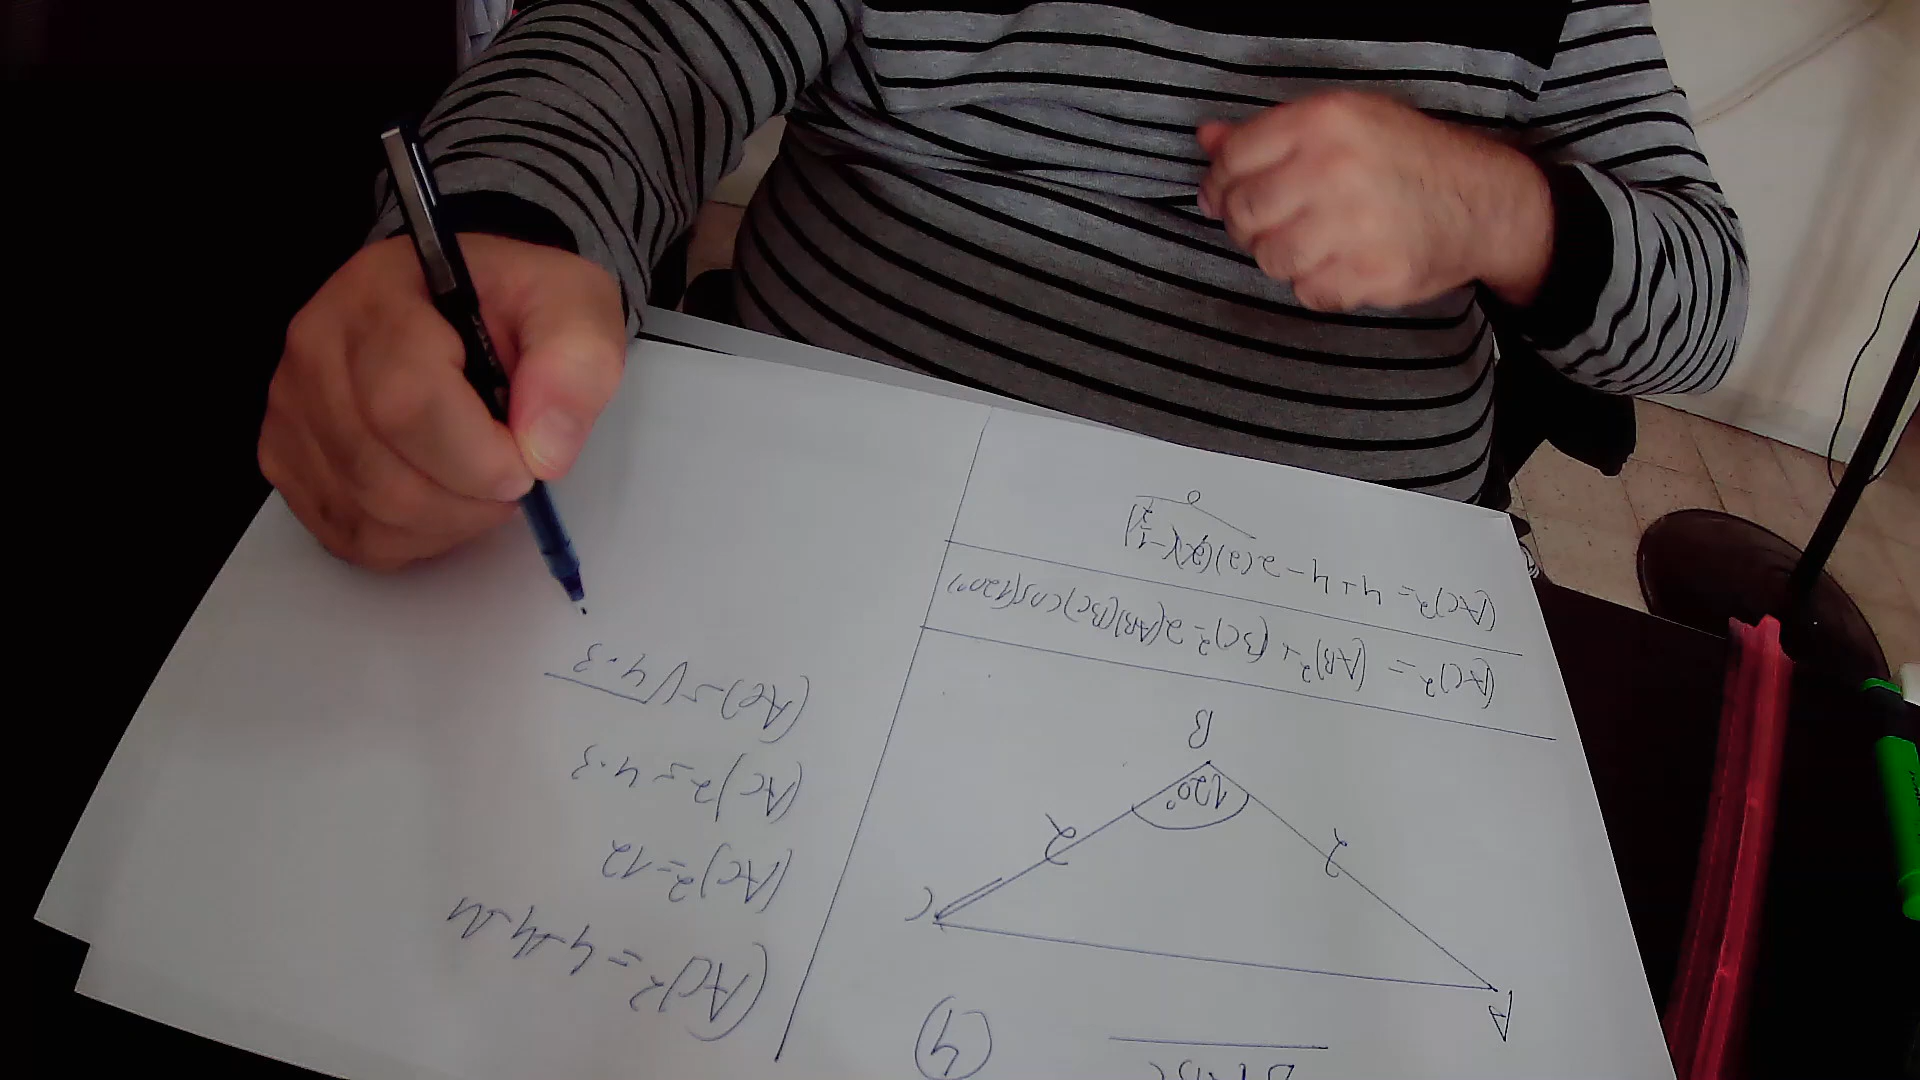 (4)
A
C
2
2
120°
B
(AC)² = (AB)² + (BC)² - 2(AB)(BC)cos(120°)
(AC)² = 4+4-2(2)(2)(-1/2)
(AC)² = 4+4+4
(AC)² = 12
(AC)² = 4·3
(AC) = √4·3